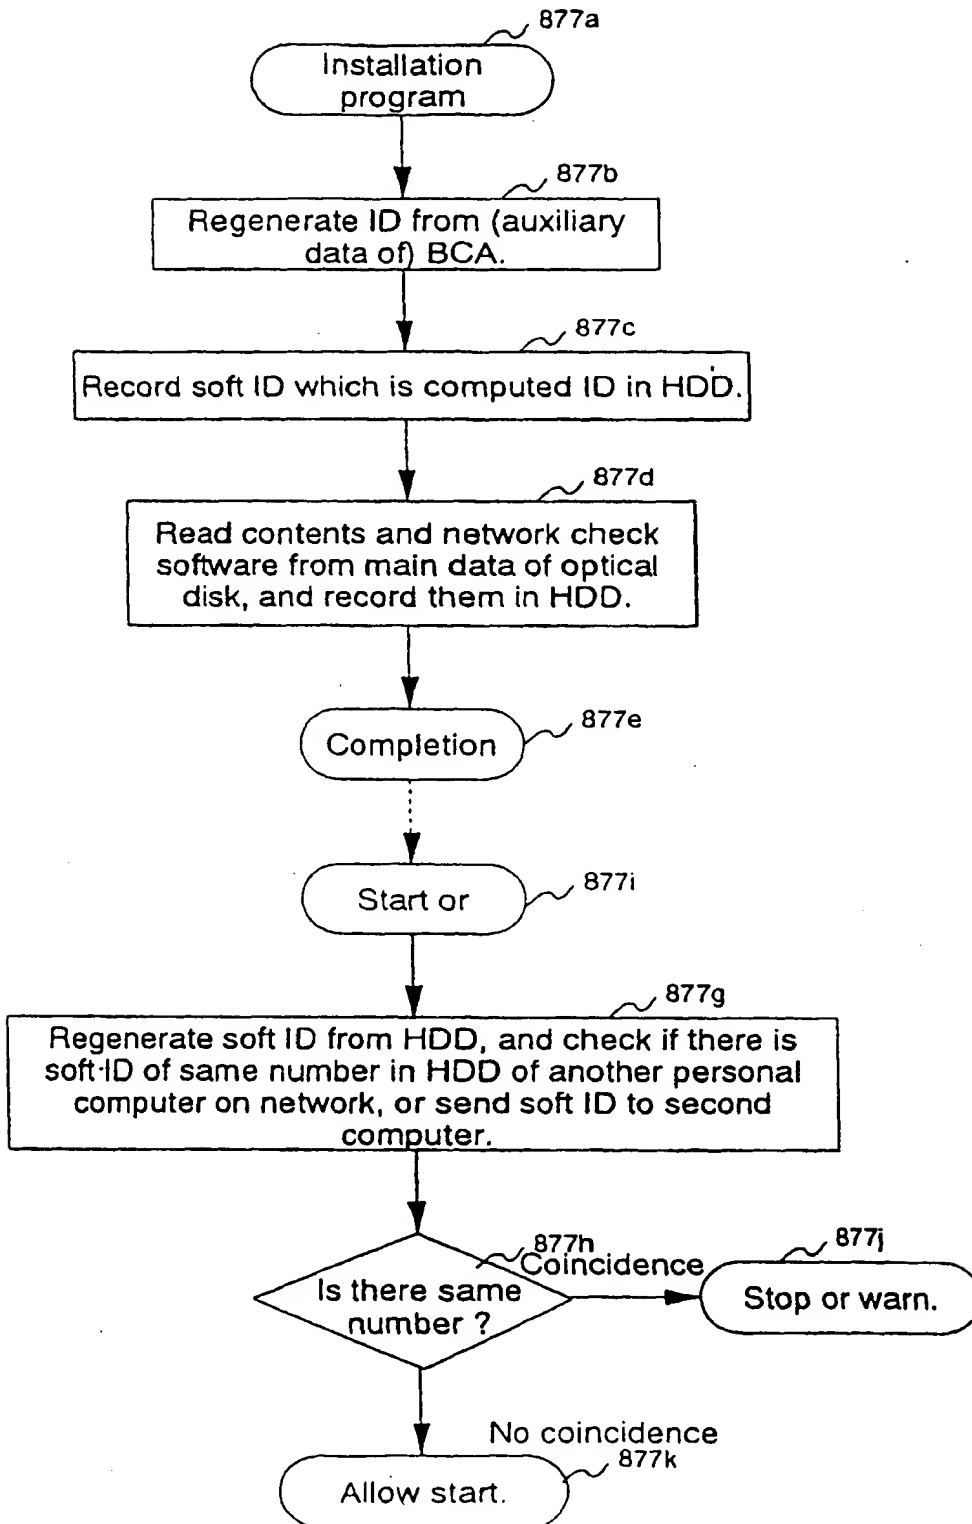 877a
Installation
program
877b
Regenerate ID from (auxiliary
data of) BCA.
877c
Record soft ID which is computed ID in HDD.
877d
Read contents and network check
software from main data of optical
disk, and record them in HDD.
877e
Completion
877i
Start or
877g
Regenerate soft ID from HDD, and check if there is
soft-ID of same number in HDD of another personal
computer on network, or send soft ID to second
computer.
877h
Coincidence
877j
Is there same
number ?
Stop or warn.
No coincidence
877k
Allow start.